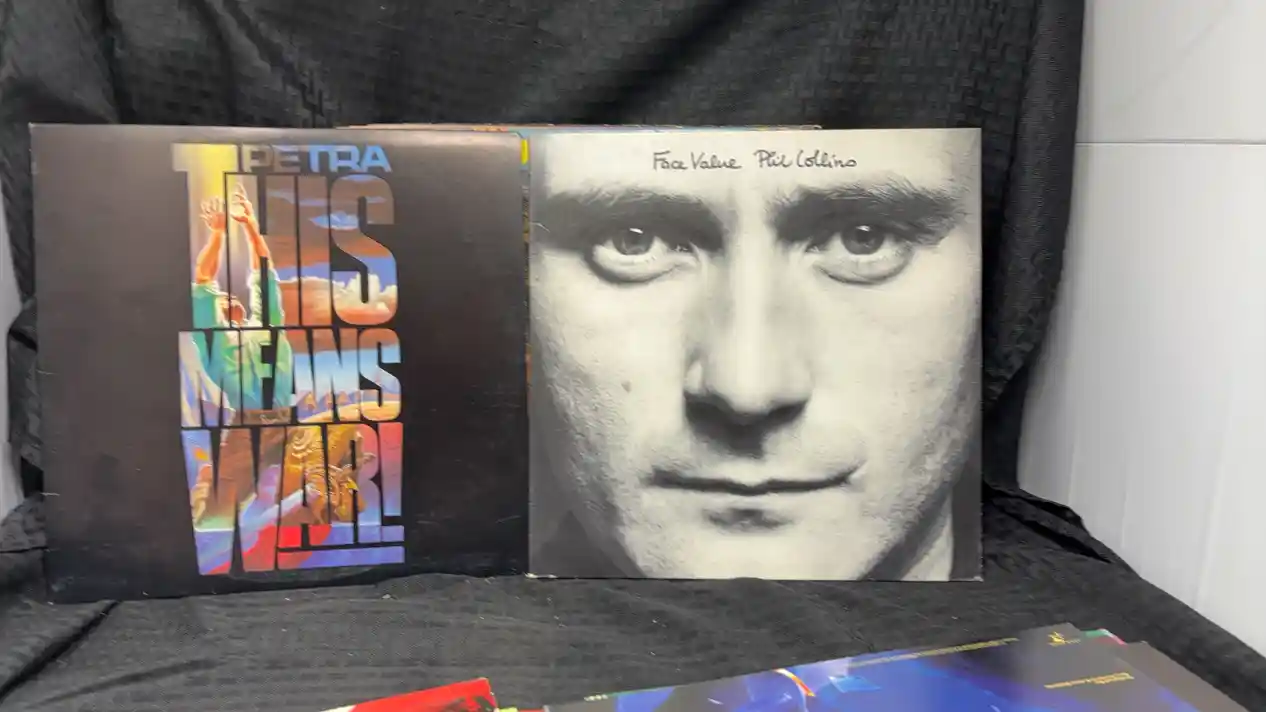 PETRA
THIS
MEANS
WAR!
Face Value Phil Collins